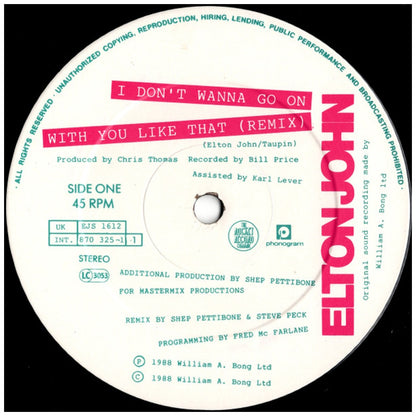 · ALL RIGHTS RESERVED · UNAUTHORIZED COPYING, REPRODUCTION, HIRING, LENDING, PUBLIC PERFORMANCE AND BROADCASTING PROHIBITED ·
I DON'T WANNA GO ON
WITH YOU LIKE THAT (REMIX)
(Elton John/Taupin)
Produced by Chris Thomas Recorded by Bill Price
Assisted by Karl Lever
SIDE ONE
45 RPM
UK EJS 1612
INT. 870 325-1 1
STEREO
LC 3053
THE ROCKET RECORD COMPANY
phonogram
ADDITIONAL PRODUCTION BY SHEP PETTIBONE
FOR MASTERMIX PRODUCTIONS
REMIX BY SHEP PETTIBONE & STEVE PECK
PROGRAMMING BY FRED Mc FARLANE
Ⓟ 1988 William A. Bong Ltd
© 1988 William A. Bong Ltd
ELTON JOHN
Original sound recording made by
William A. Bong Ltd